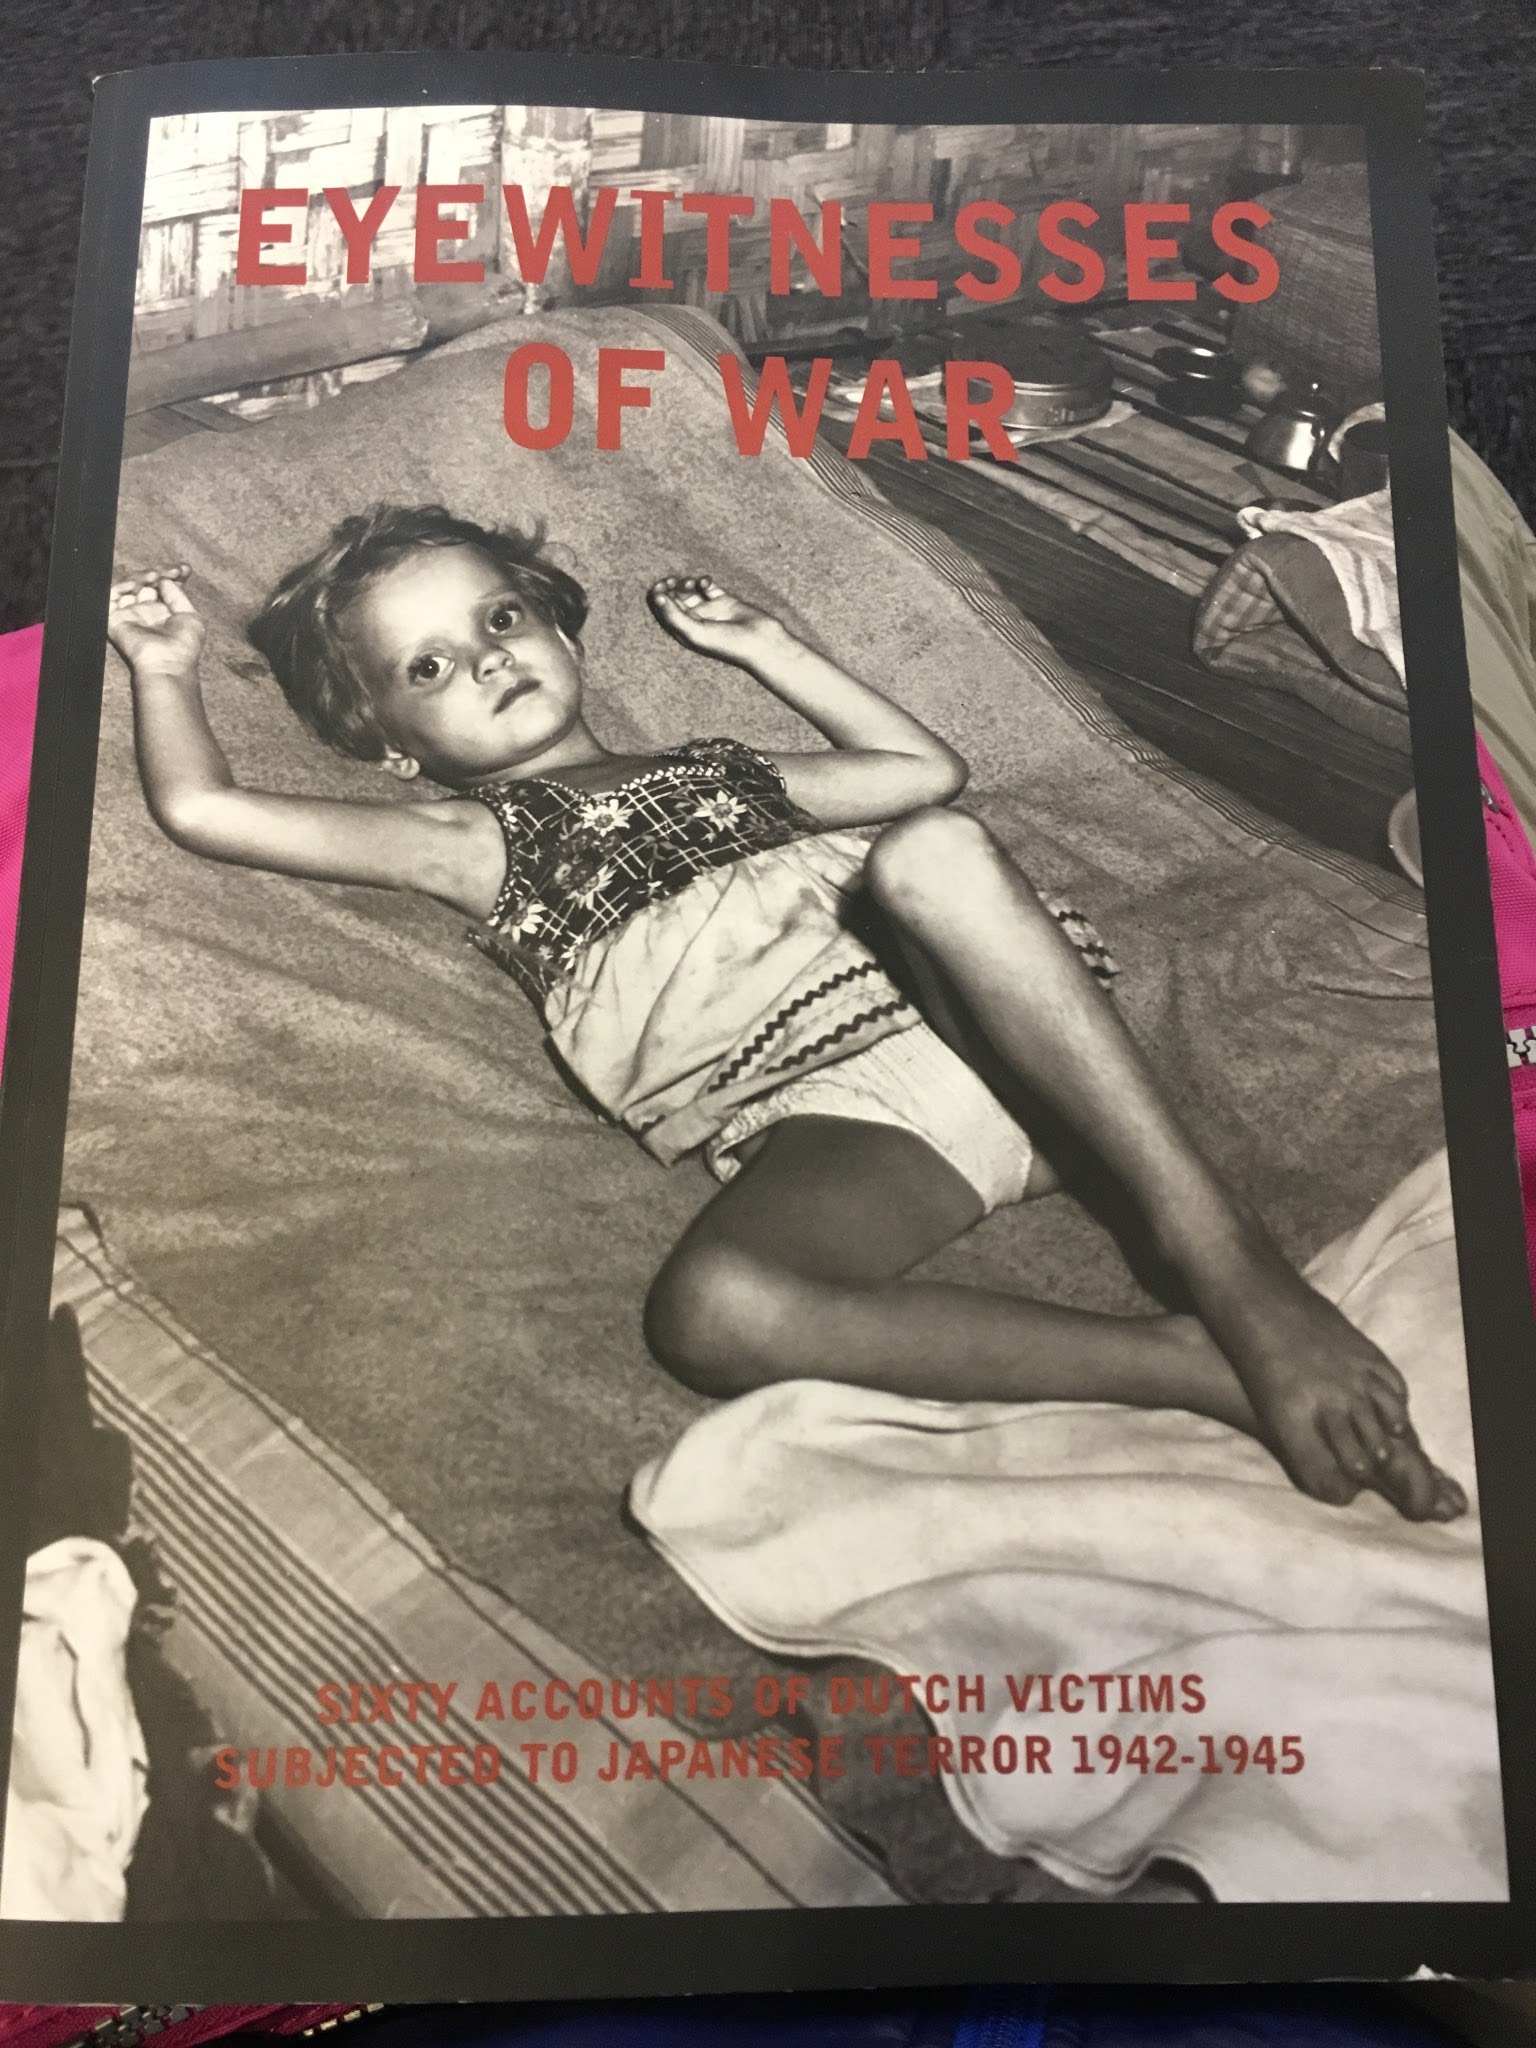 EYEWITNESSES
OF WAR
SIXTY ACCOUNTS OF DUTCH VICTIMS
SUBJECTED TO JAPANESE TERROR 1942-1945